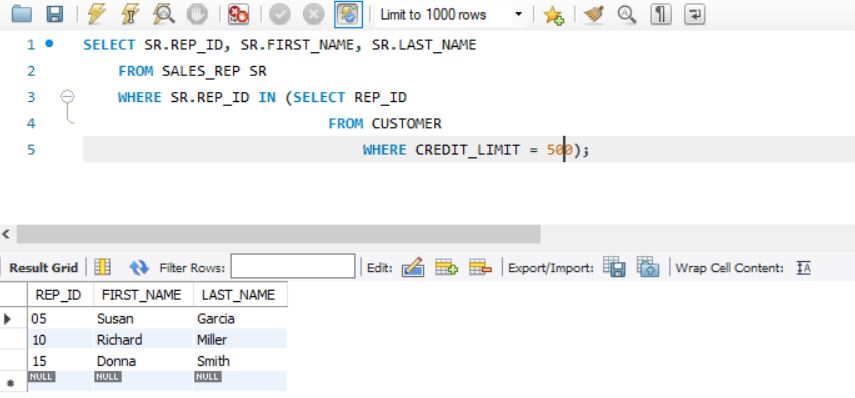 Limit to 1000 rows
1 SELECT SR.REP_ID, SR.FIRST_NAME, SR.LAST_NAME
2 FROM SALES_REP SR
3 WHERE SR.REP_ID IN (SELECT REP_ID
4 FROM CUSTOMER
5 WHERE CREDIT_LIMIT = 500);
Result Grid Filter Rows: Edit: Export/Import: Wrap Cell Content: IA
REP_ID FIRST_NAME LAST_NAME
05 Susan Garcia
10 Richard Miller
15 Donna Smith
NULL NULL NULL